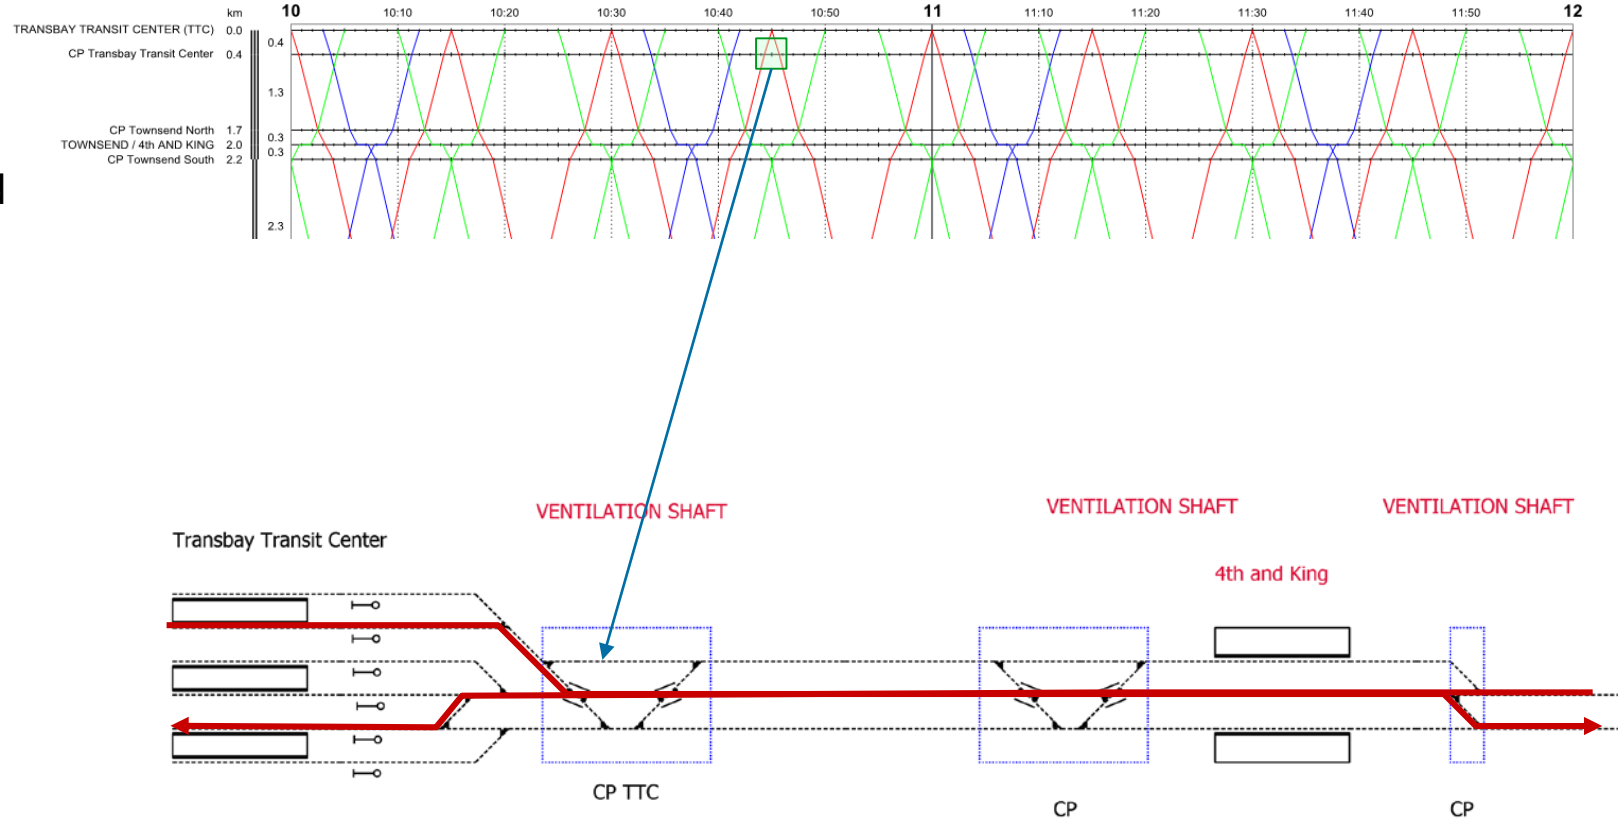 km 10 10:10 10:20 10:30 10:40 10:50 11 11:10 11:20 11:30 11:40 11:50 12
TRANSBAY TRANSIT CENTER (TTC) 0.0
0.4
CP Transbay Transit Center 0.4
1.3
CP Townsend North 1.7
0.3
TOWNSEND / 4th AND KING 2.0
0.3
CP Townsend South 2.2
2.3
VENTILATION SHAFT VENTILATION SHAFT VENTILATION SHAFT
Transbay Transit Center
4th and King
CP TTC
CP CP